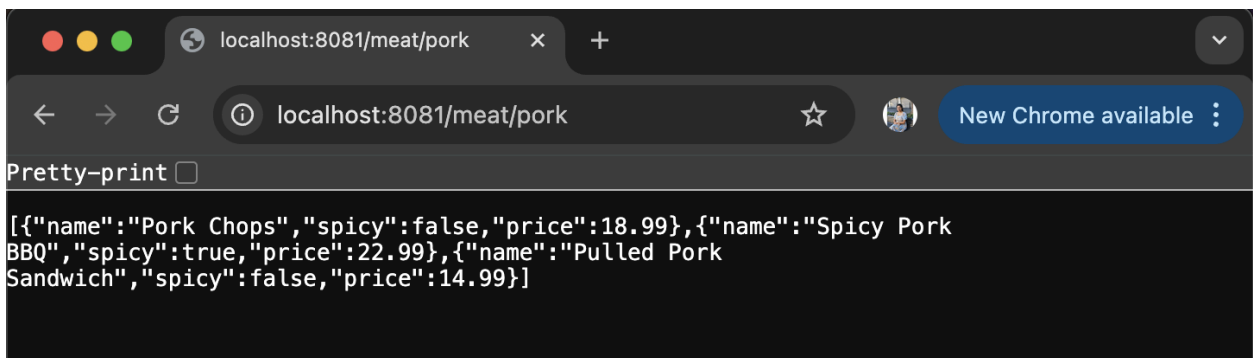 localhost:8081/meat/pork
localhost:8081/meat/pork
New Chrome available
Pretty-print
[{"name":"Pork Chops","spicy":false,"price":18.99},{"name":"Spicy Pork
BBQ","spicy":true,"price":22.99},{"name":"Pulled Pork
Sandwich","spicy":false,"price":14.99}]